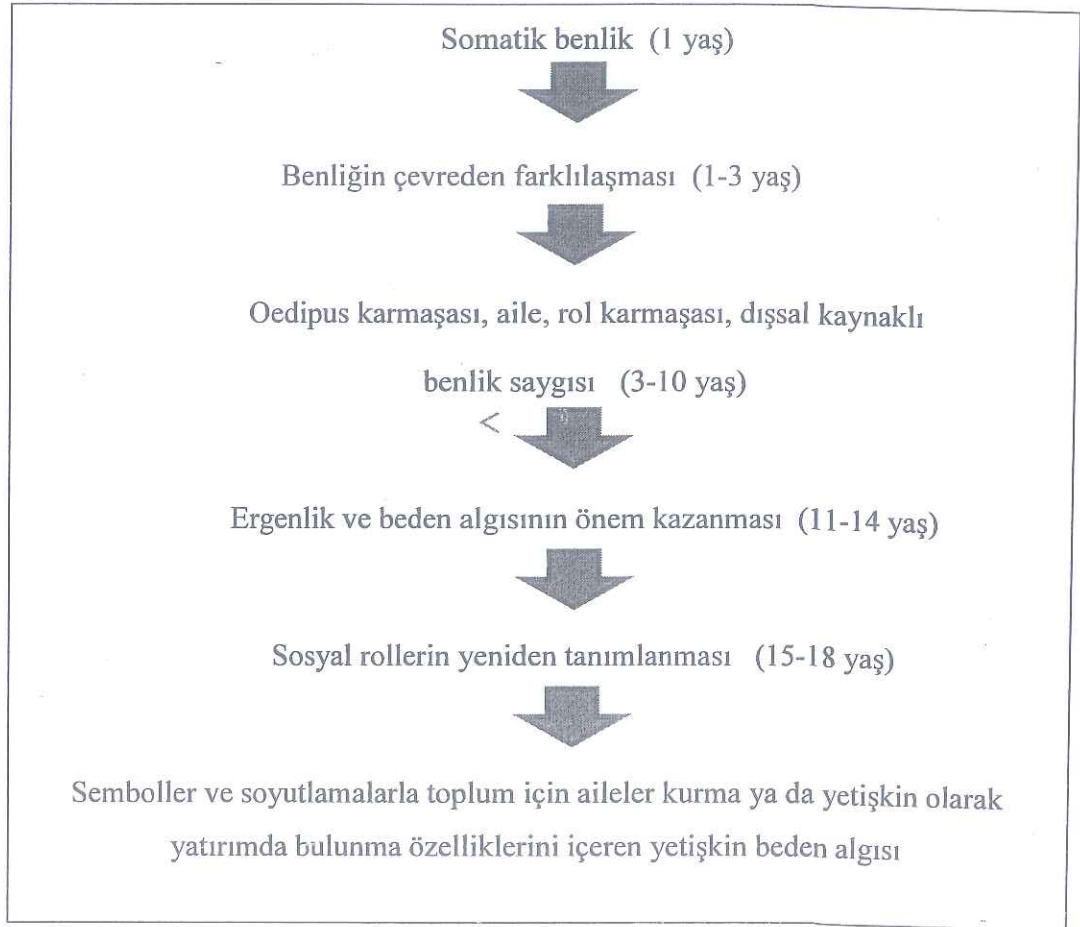 Somatik benlik (1 yaş)
Benliğin çevreden farklılaşması (1-3 yaş)
Oedipus karmaşası, aile, rol karmaşası, dışsal kaynaklı
benlik saygısı (3-10 yaş)
<
Ergenlik ve beden algısının önem kazanması (11-14 yaş)
Sosyal rollerin yeniden tanımlanması (15-18 yaş)
Semboller ve soyutlamalarla toplum için aileler kurma ya da yetişkin olarak
yatırımda bulunma özelliklerini içeren yetişkin beden algısı